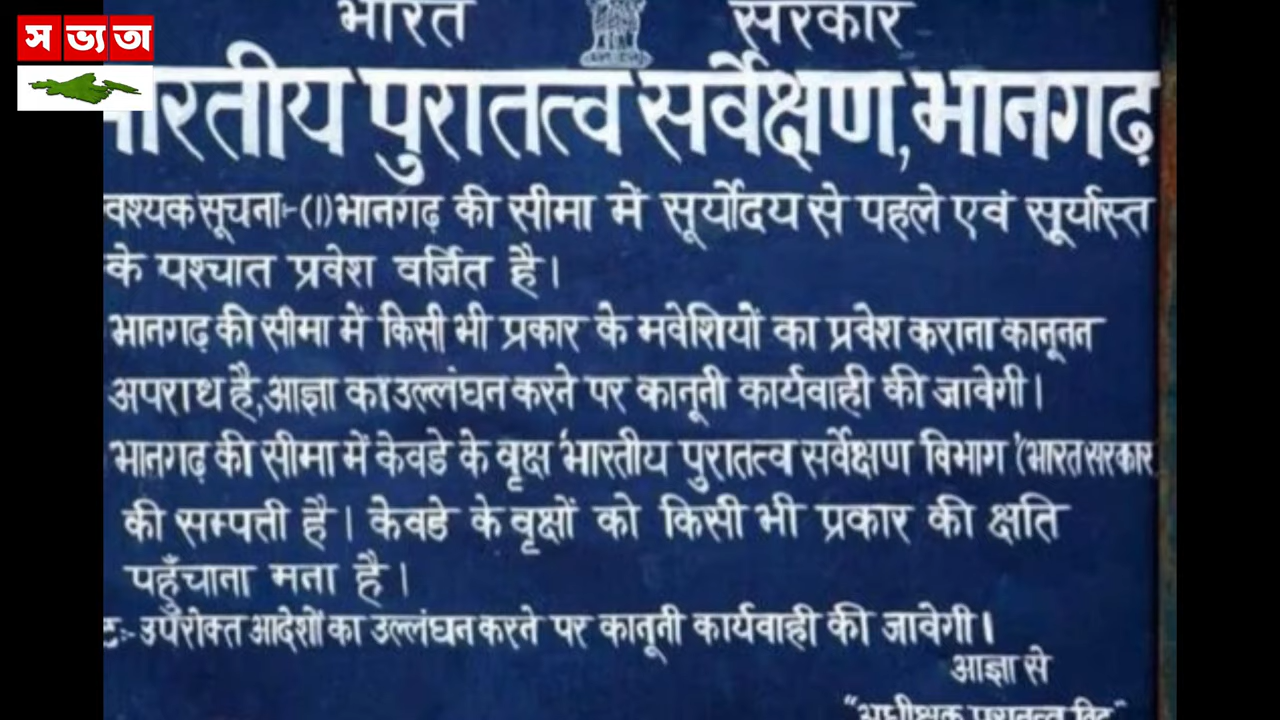 সভ্যতা
भारत सरकार
भारतीय पुरातत्व सर्वेक्षण,भानगढ़
वश्यक सूचना:-(।)भानगढ़ की सीमा में सूर्योदय से पहले एवं सूर्यास्त
के पश्चात प्रवेश वर्जित है।
भानगढ़ की सीमा में किसी भी प्रकार के मवेशियों का प्रवेश कराना कानूनन
अपराध है,आज्ञा का उल्लंघन करने पर कानूनी कार्यवाही की जावेगी।
भानगढ़ की सीमा में केवडे के वृक्ष 'भारतीय पुरातत्व सर्वेक्षण विभाग '(भारत सरकार
की सम्पती है। केवडे के वृक्षों को किसी भी प्रकार की क्षति
पहुँचाना मना है।
ट:- उपरोक्त आदेशों का उल्लंघन करने पर कानूनी कार्यवाही की जावेगी।
आज्ञा से